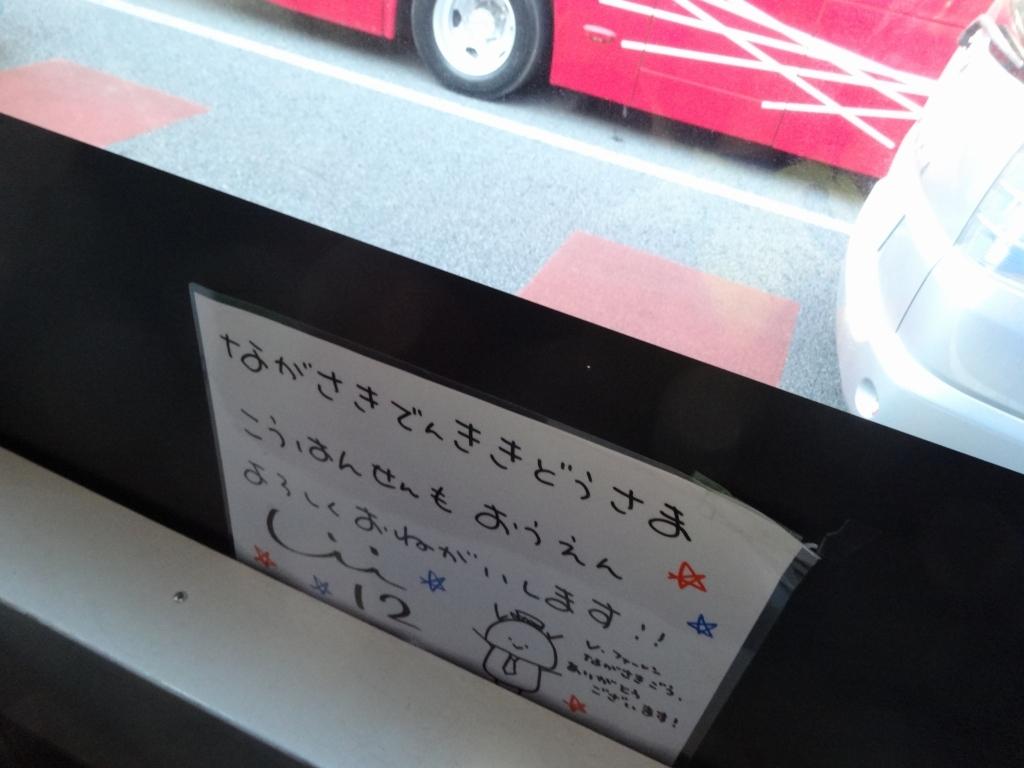 ながさきでんききどうさま
こうはんせんも おうえん
よろしくおねがいします!!
12
V.ファーレン
ながさきごう、
ありがとう
ございます!